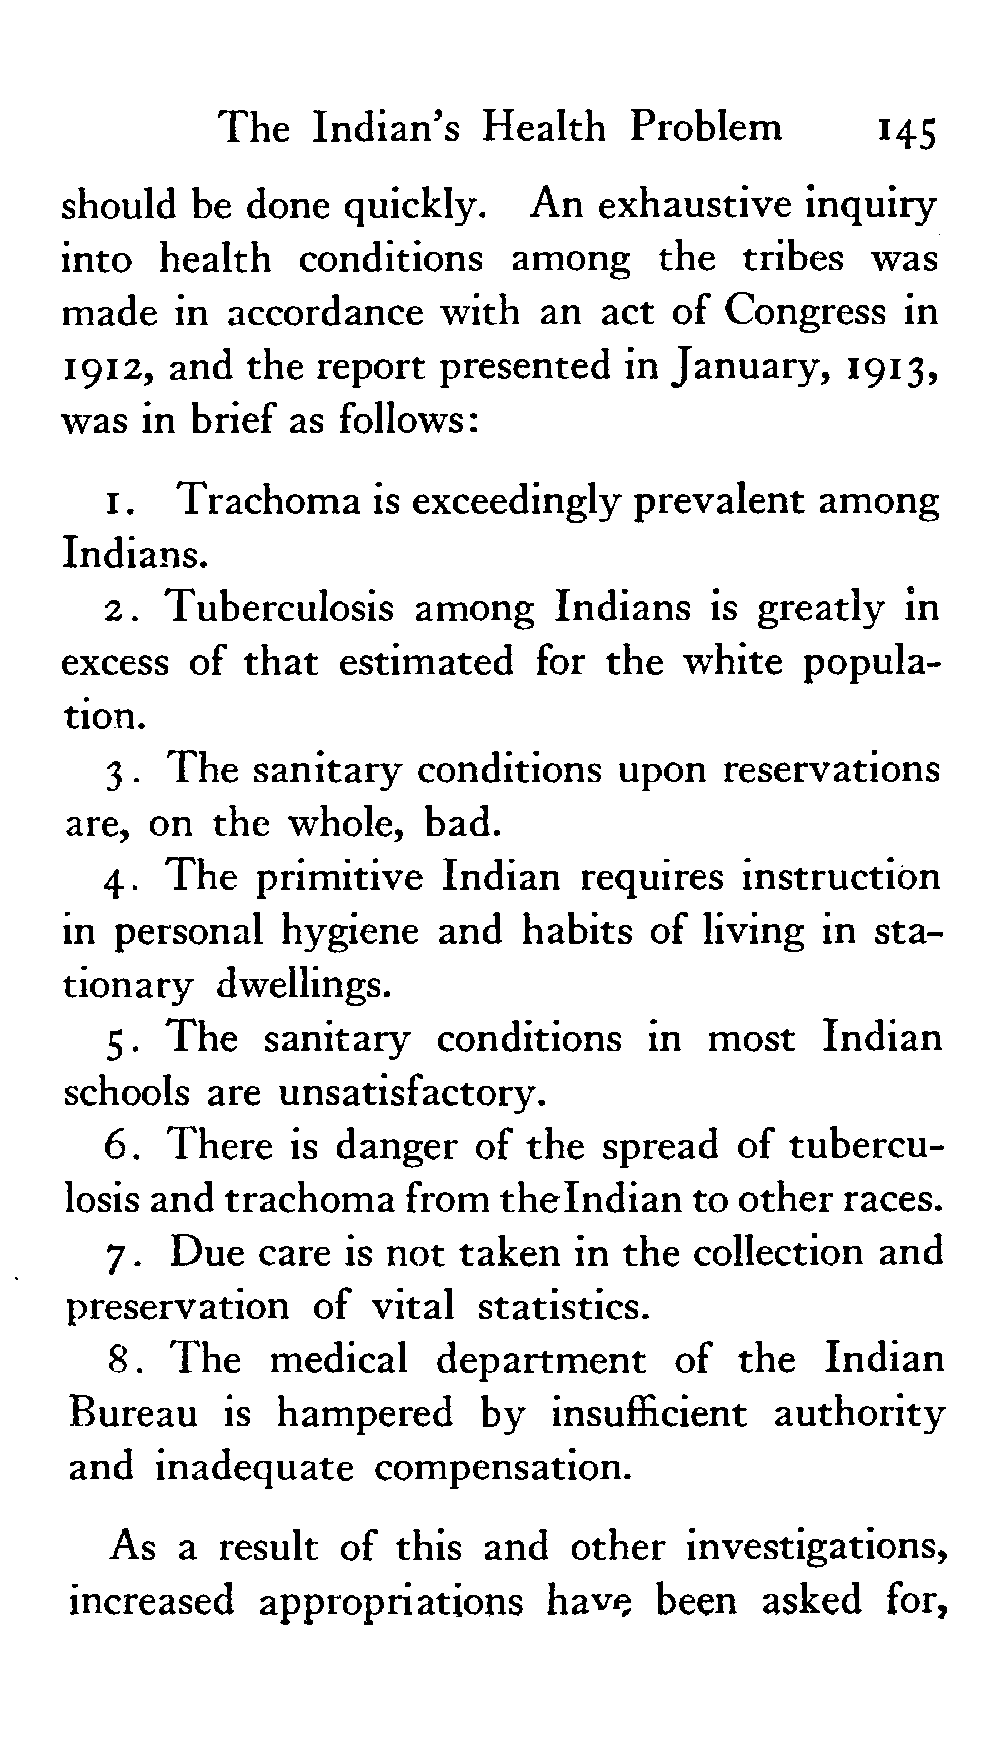 The Indian's Health Problem 145
should be done quickly. An exhaustive inquiry
into health conditions among the tribes was
made in accordance with an act of Congress in
1912, and the report presented in January, 1913,
was in brief as follows:
1. Trachoma is exceedingly prevalent among
Indians.
2. Tuberculosis among Indians is greatly in
excess of that estimated for the white popula-
tion.
3. The sanitary conditions upon reservations
are, on the whole, bad.
4. The primitive Indian requires instruction
in personal hygiene and habits of living in sta-
tionary dwellings.
5. The sanitary conditions in most Indian
schools are unsatisfactory.
6. There is danger of the spread of tubercu-
losis and trachoma from the Indian to other races.
7. Due care is not taken in the collection and
preservation of vital statistics.
8. The medical department of the Indian
Bureau is hampered by insufficient authority
and inadequate compensation.
As a result of this and other investigations,
increased appropriations have been asked for,